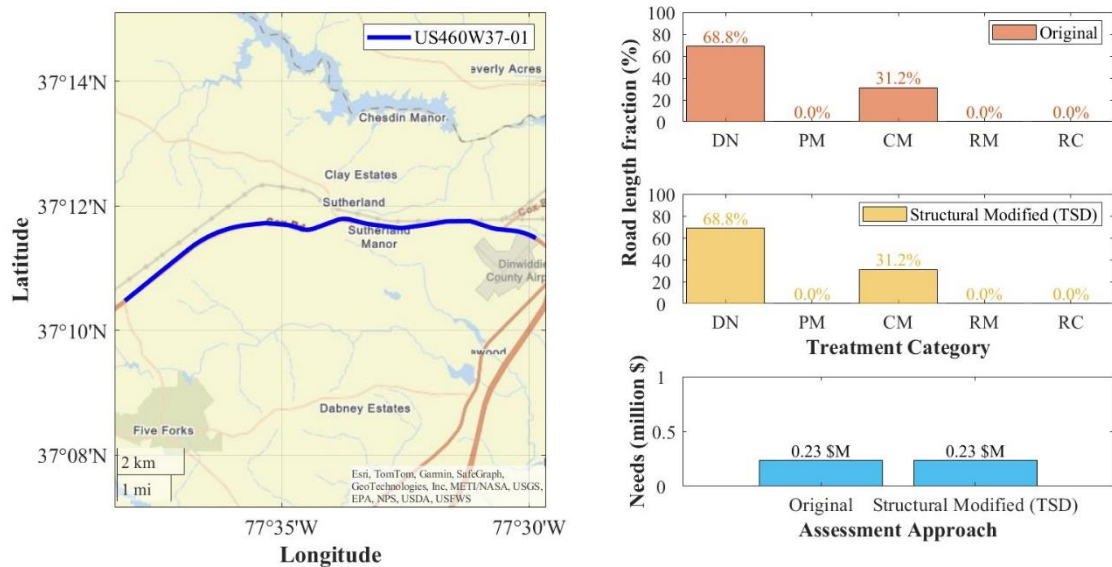 US460W37-01
37°14'N
37°12'N
37°10'N
37°08'N
Latitude
everly Acres
Chesdin Manor
Clay Estates
Sutherland
Cox
Sutherland
Manor
Dinwiddie
County Airp
wood
Dabney Estates
Five Forks
2 km
1 mi
Esri, TomTom, Garmin, SafeGraph,
GeoTechnologies, Inc, METI/NASA, USGS,
EPA, NPS, USDA, USFWS
77°35'W
77°30'W
Longitude
Road length fraction (%)
100
80
60
40
20
0
Original
68.8%
0.0%
31.2%
0.0%
0.0%
DN
PM
CM
RM
RC
100
80
60
40
20
0
Structural Modified (TSD)
68.8%
0.0%
31.2%
0.0%
0.0%
DN
PM
CM
RM
RC
Treatment Category
Needs (million $)
1
0.5
0
0.23 $M
0.23 $M
Original
Structural Modified (TSD)
Assessment Approach